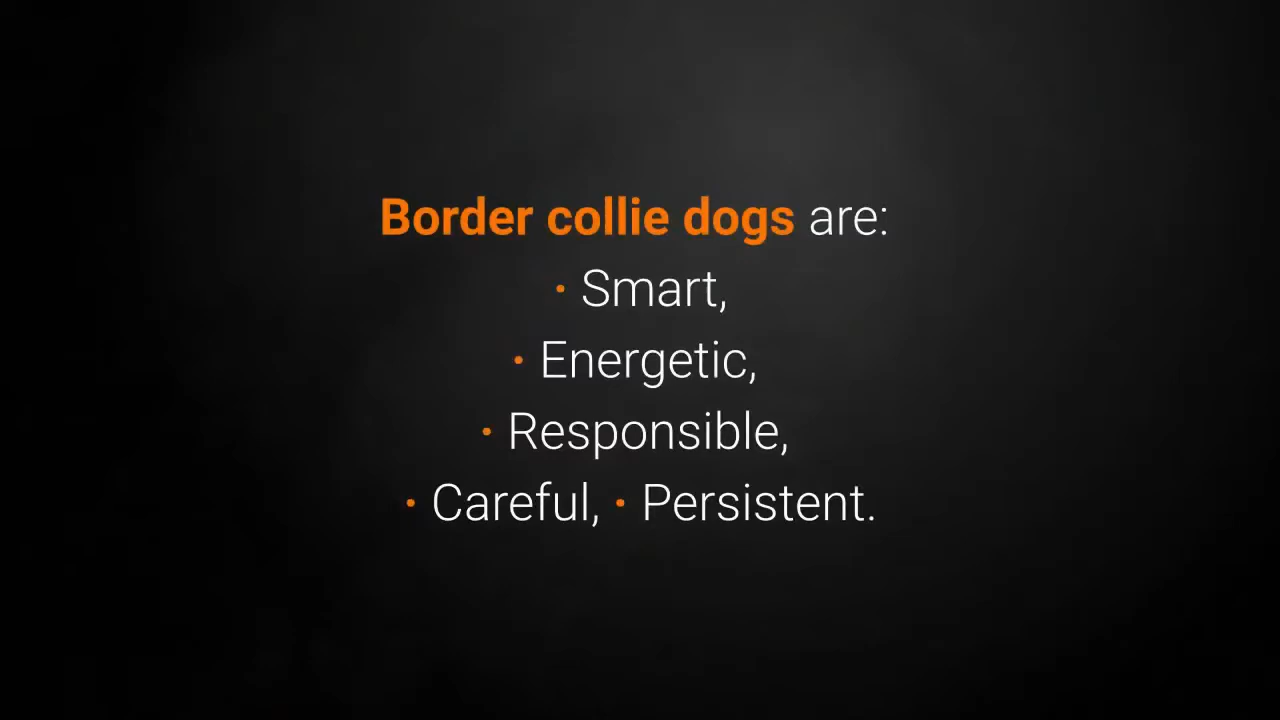 Border collie dogs are:
• Smart,
• Energetic,
• Responsible,
• Careful, • Persistent.